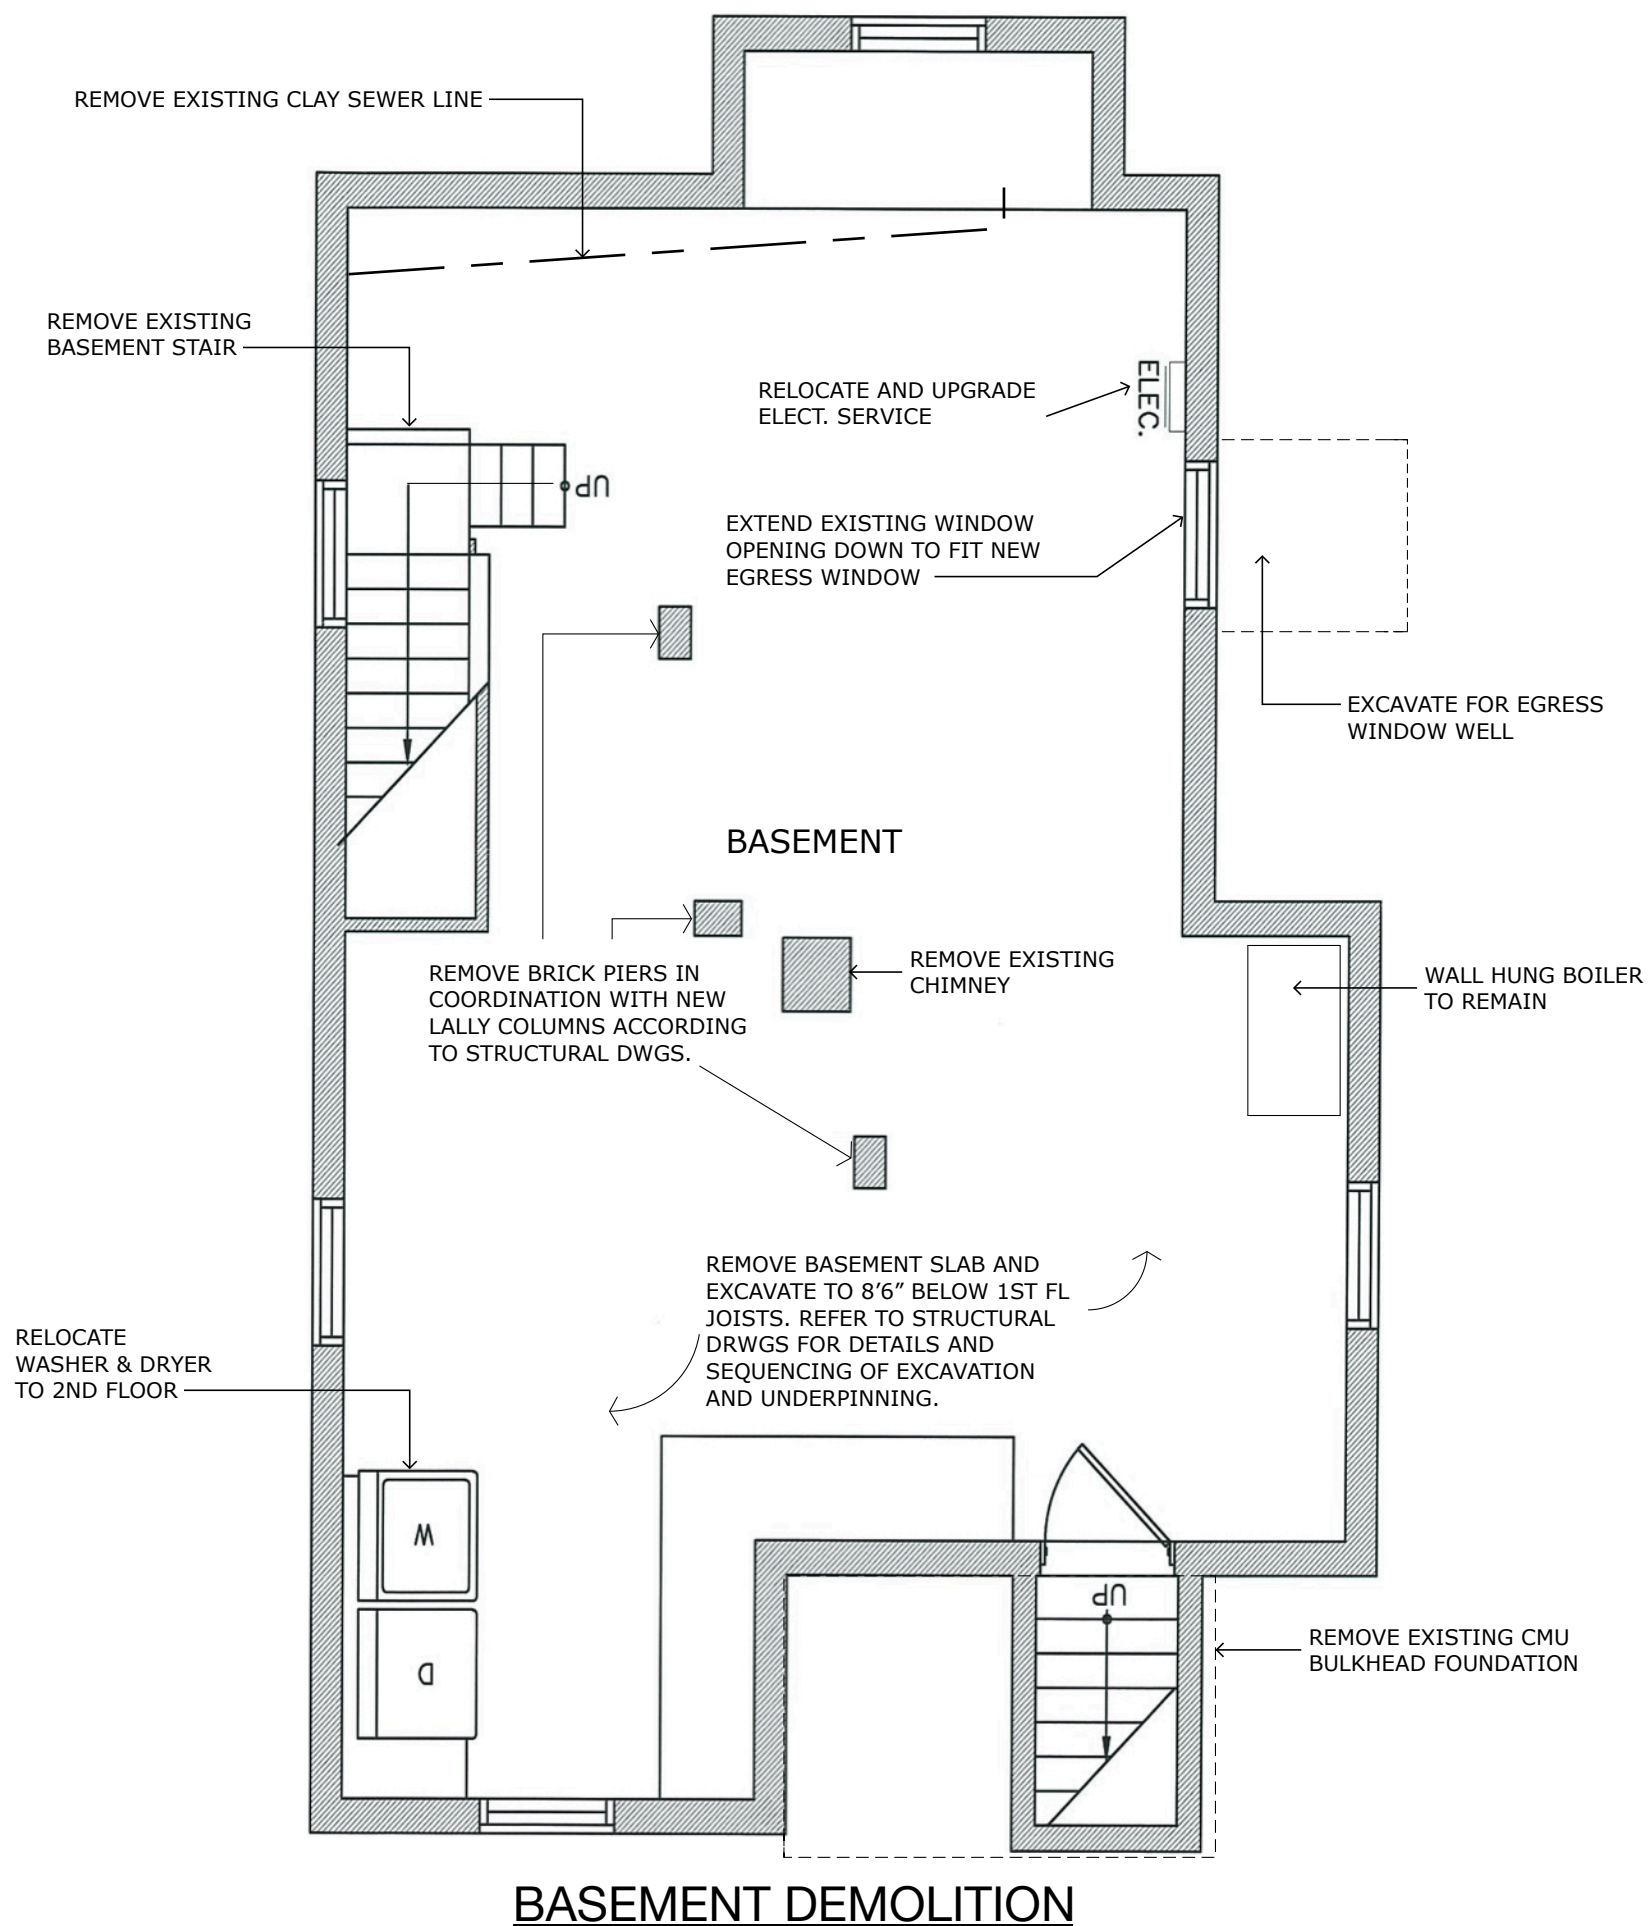 REMOVE EXISTING CLAY SEWER LINE
REMOVE EXISTING
BASEMENT STAIR
RELOCATE AND UPGRADE
ELECT. SERVICE
ELEC.
UP
EXTEND EXISTING WINDOW
OPENING DOWN TO FIT NEW
EGRESS WINDOW
EXCAVATE FOR EGRESS
WINDOW WELL
BASEMENT
REMOVE BRICK PIERS IN
COORDINATION WITH NEW
LALLY COLUMNS ACCORDING
TO STRUCTURAL DWGS.
REMOVE EXISTING
CHIMNEY
WALL HUNG BOILER
TO REMAIN
REMOVE BASEMENT SLAB AND
EXCAVATE TO 8’6” BELOW 1ST FL
JOISTS. REFER TO STRUCTURAL
DRWGS FOR DETAILS AND
SEQUENCING OF EXCAVATION
AND UNDERPINNING.
RELOCATE
WASHER & DRYER
TO 2ND FLOOR
W
D
UP
REMOVE EXISTING CMU
BULKHEAD FOUNDATION
BASEMENT DEMOLITION